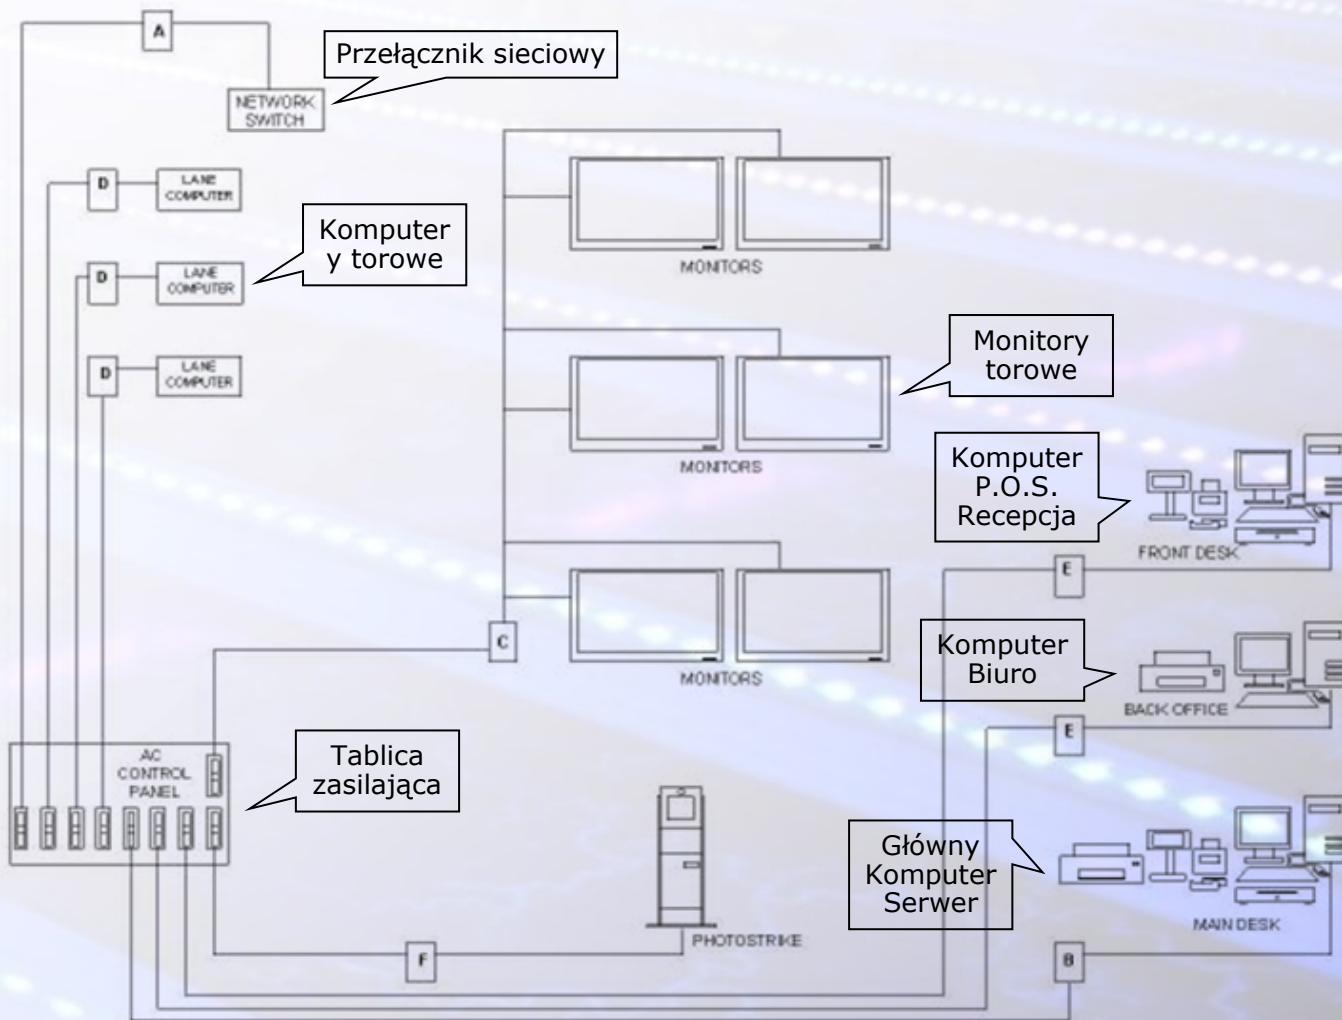 A
Przełącznik sieciowy
NETWORK
SWITCH
D
LANE
COMPUTER
D
LANE
COMPUTER
Komputer
y torowe
D
LANE
COMPUTER
MONITORS
MONITORS
Monitory
torowe
MONITORS
C
Komputer
P.O.S.
Recepcja
FRONT DESK
E
Komputer
Biuro
BACK OFFICE
E
AC
CONTROL
PANEL
Tablica
zasilająca
PHOTOSTRIKE
F
Główny
Komputer
Serwer
MAIN DESK
B